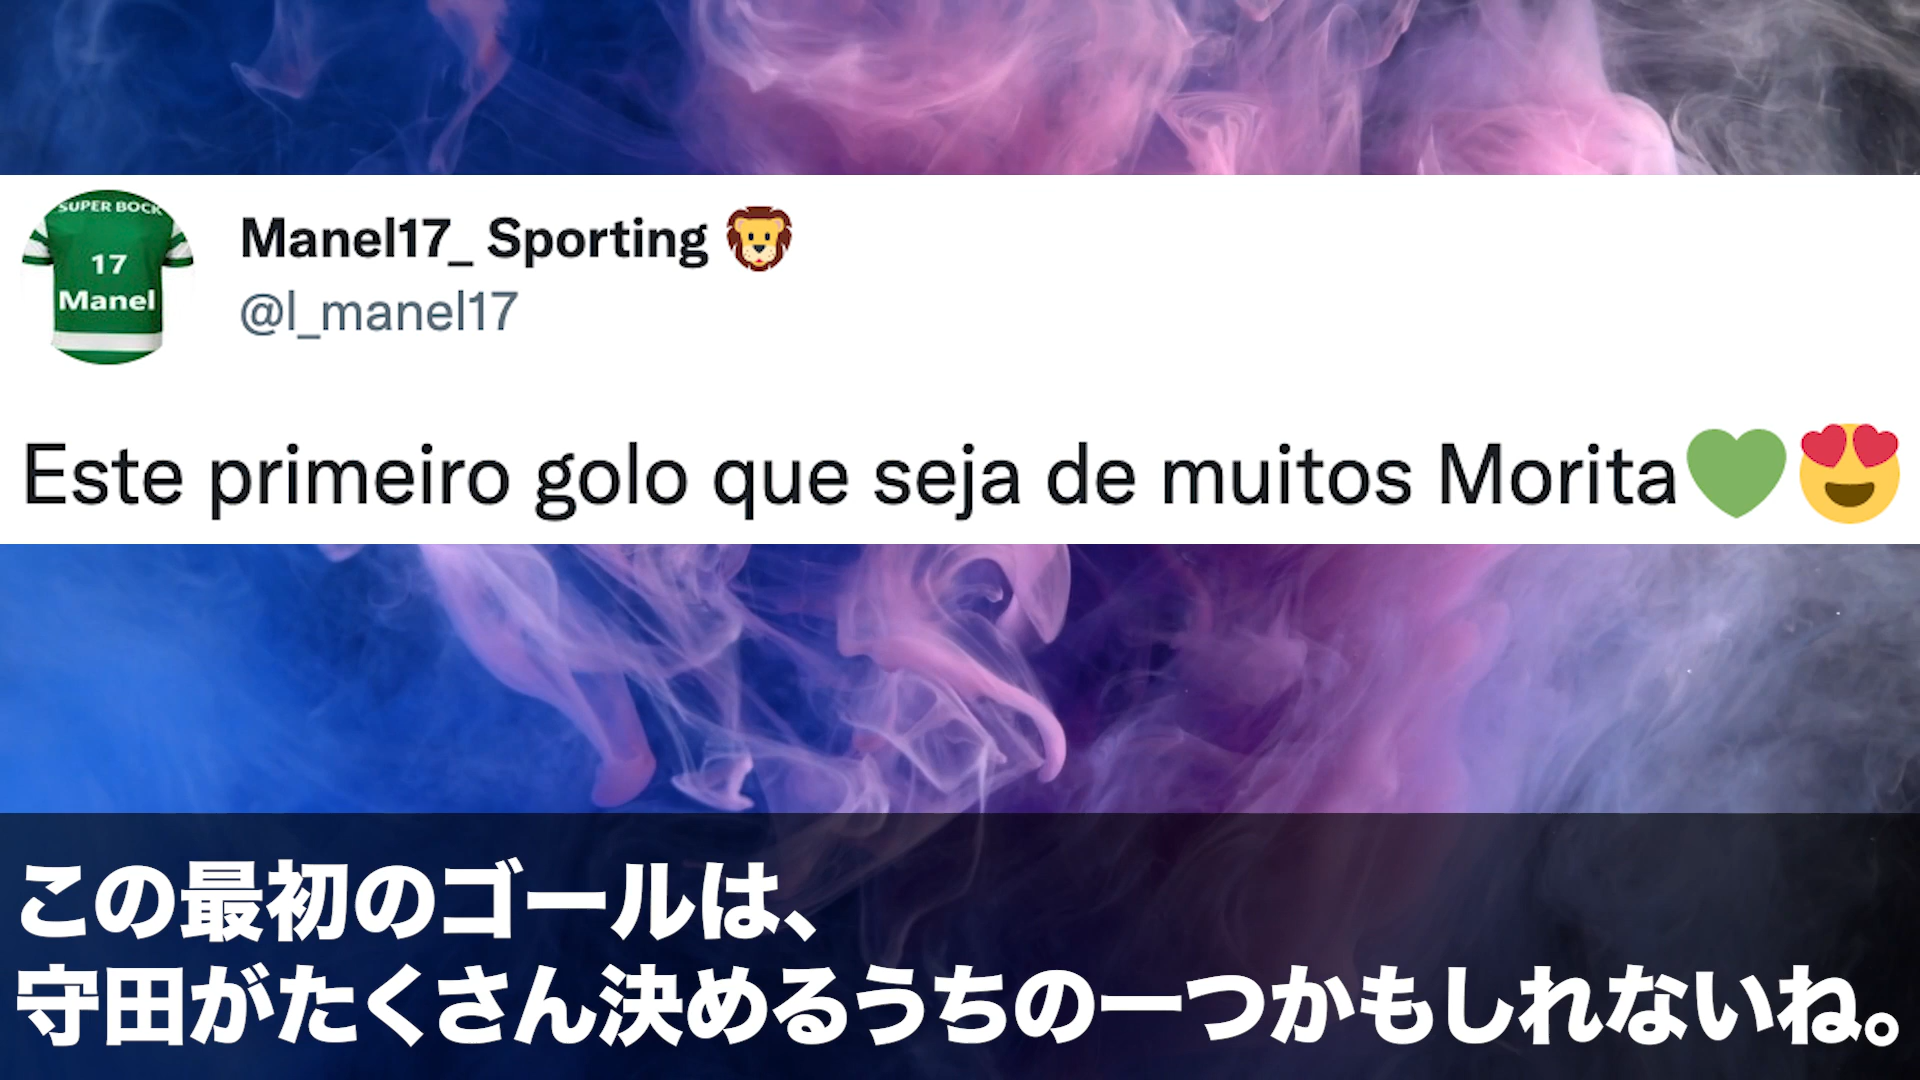 SUPER BOCK
17
Manel
Manel17_ Sporting 🦁
@l_manel17
Este primeiro golo que seja de muitos Morita💚😍
この最初のゴールは、
守田がたくさん決めるうちの一つかもしれないね。